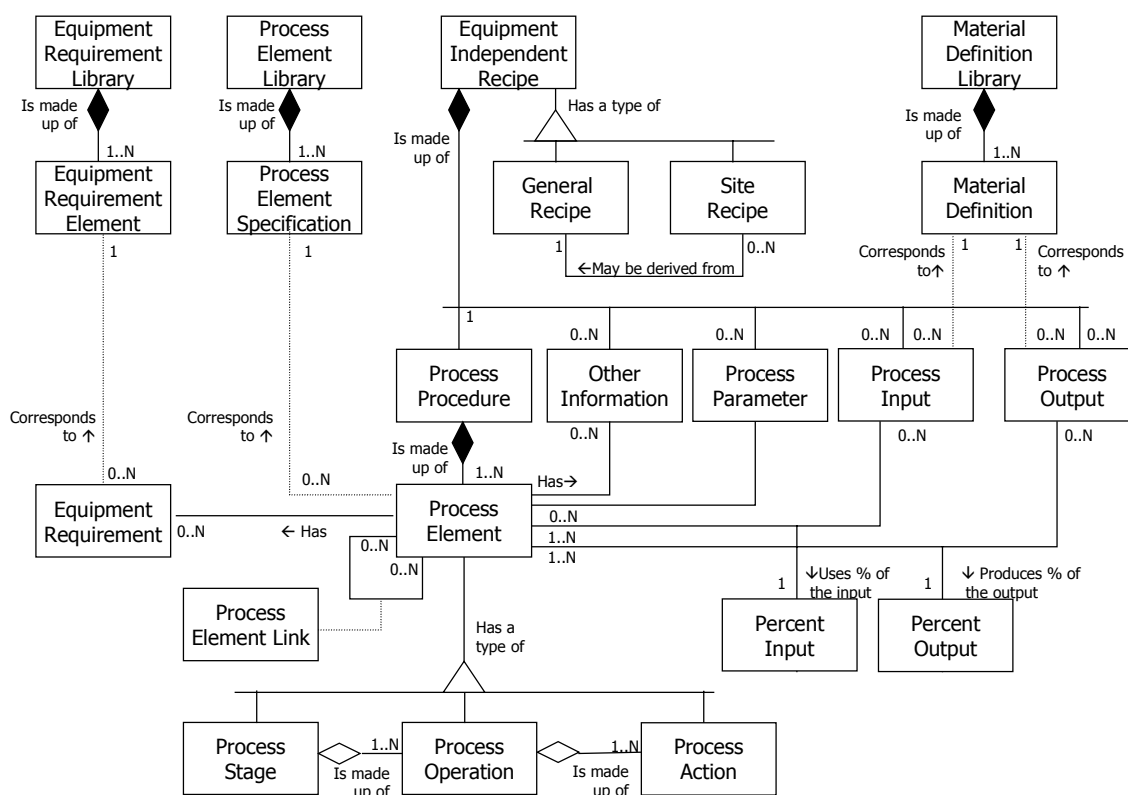 Equipment
Requirement
Library
Process
Element
Library
Equipment
Independent
Recipe
Material
Definition
Library
Is made
up of
Is made
up of
Is made
up of
Has a type of
Is made
up of
1..N
1..N
1..N
Equipment
Requirement
Element
Process
Element
Specification
General
Recipe
Site
Recipe
Material
Definition
1
1
1
0..N
←May be derived from
Corresponds
to↑
1
1
Corresponds
to ↑
1
0..N
0..N
0..N
0..N
0..N
0..N
Process
Procedure
Other
Information
Process
Parameter
Process
Input
Process
Output
Corresponds
to ↑
Corresponds
to ↑
Is made
up of
0..N
0..N
0..N
0..N
0..N
1..N
Has→
Equipment
Requirement
0..N
← Has
Process
Element
0..N
1..N
1..N
0..N
0..N
Process
Element Link
1
↓Uses % of
the input
1
↓ Produces % of
the output
Percent
Input
Percent
Output
Has a
type of
Process
Stage
1..N
Is made
up of
Process
Operation
1..N
Is made
up of
Process
Action